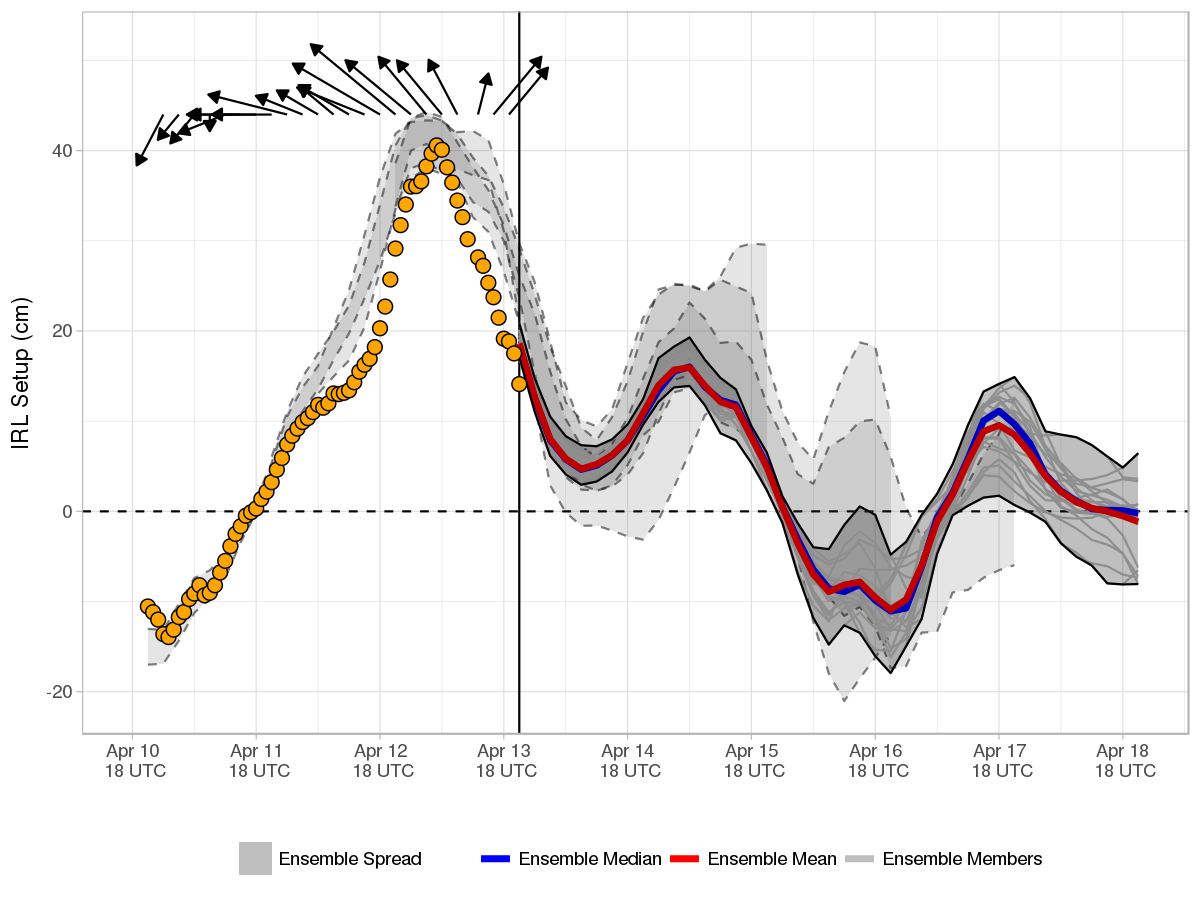 IRL Setup (cm)
40
20
0
-20
Apr 10 Apr 11 Apr 12 Apr 13 Apr 14 Apr 15 Apr 16 Apr 17 Apr 18
18 UTC 18 UTC 18 UTC 18 UTC 18 UTC 18 UTC 18 UTC 18 UTC 18 UTC
Ensemble Spread Ensemble Median Ensemble Mean Ensemble Members